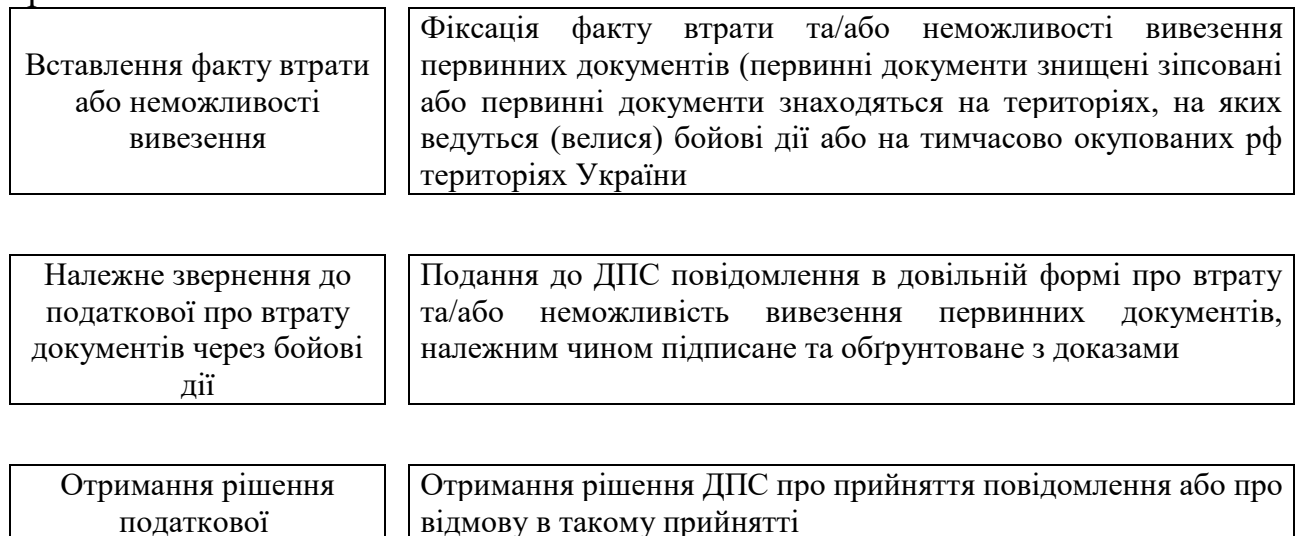 Вставлення факту втрати
або неможливості
вивезення
Фіксація факту втрати та/або неможливості вивезення
первинних документів (первинні документи знищені зіпсовані
або первинні документи знаходяться на територіях, на яких
ведуться (велися) бойові дії або на тимчасово окупованих рф
територіях України
Належне звернення до
податкової про втрату
документів через бойові
дії
Подання до ДПС повідомлення в довільній формі про втрату
та/або неможливість вивезення первинних документів,
належним чином підписане та обґрунтоване з доказами
Отримання рішення
податкової
Отримання рішення ДПС про прийняття повідомлення або про
відмову в такому прийнятті